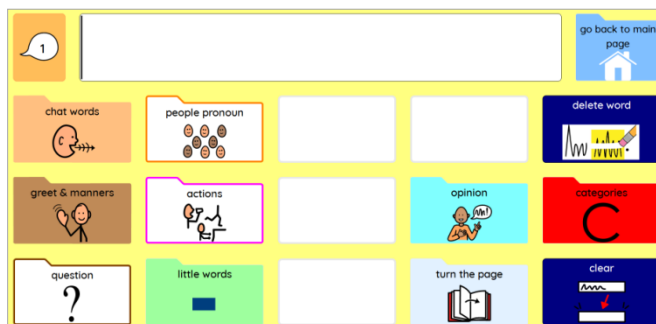 1
go back to main
page
chat words
people pronoun
delete word
greet & manners
actions
opinion
categories
C
question
?
little words
turn the page
clear